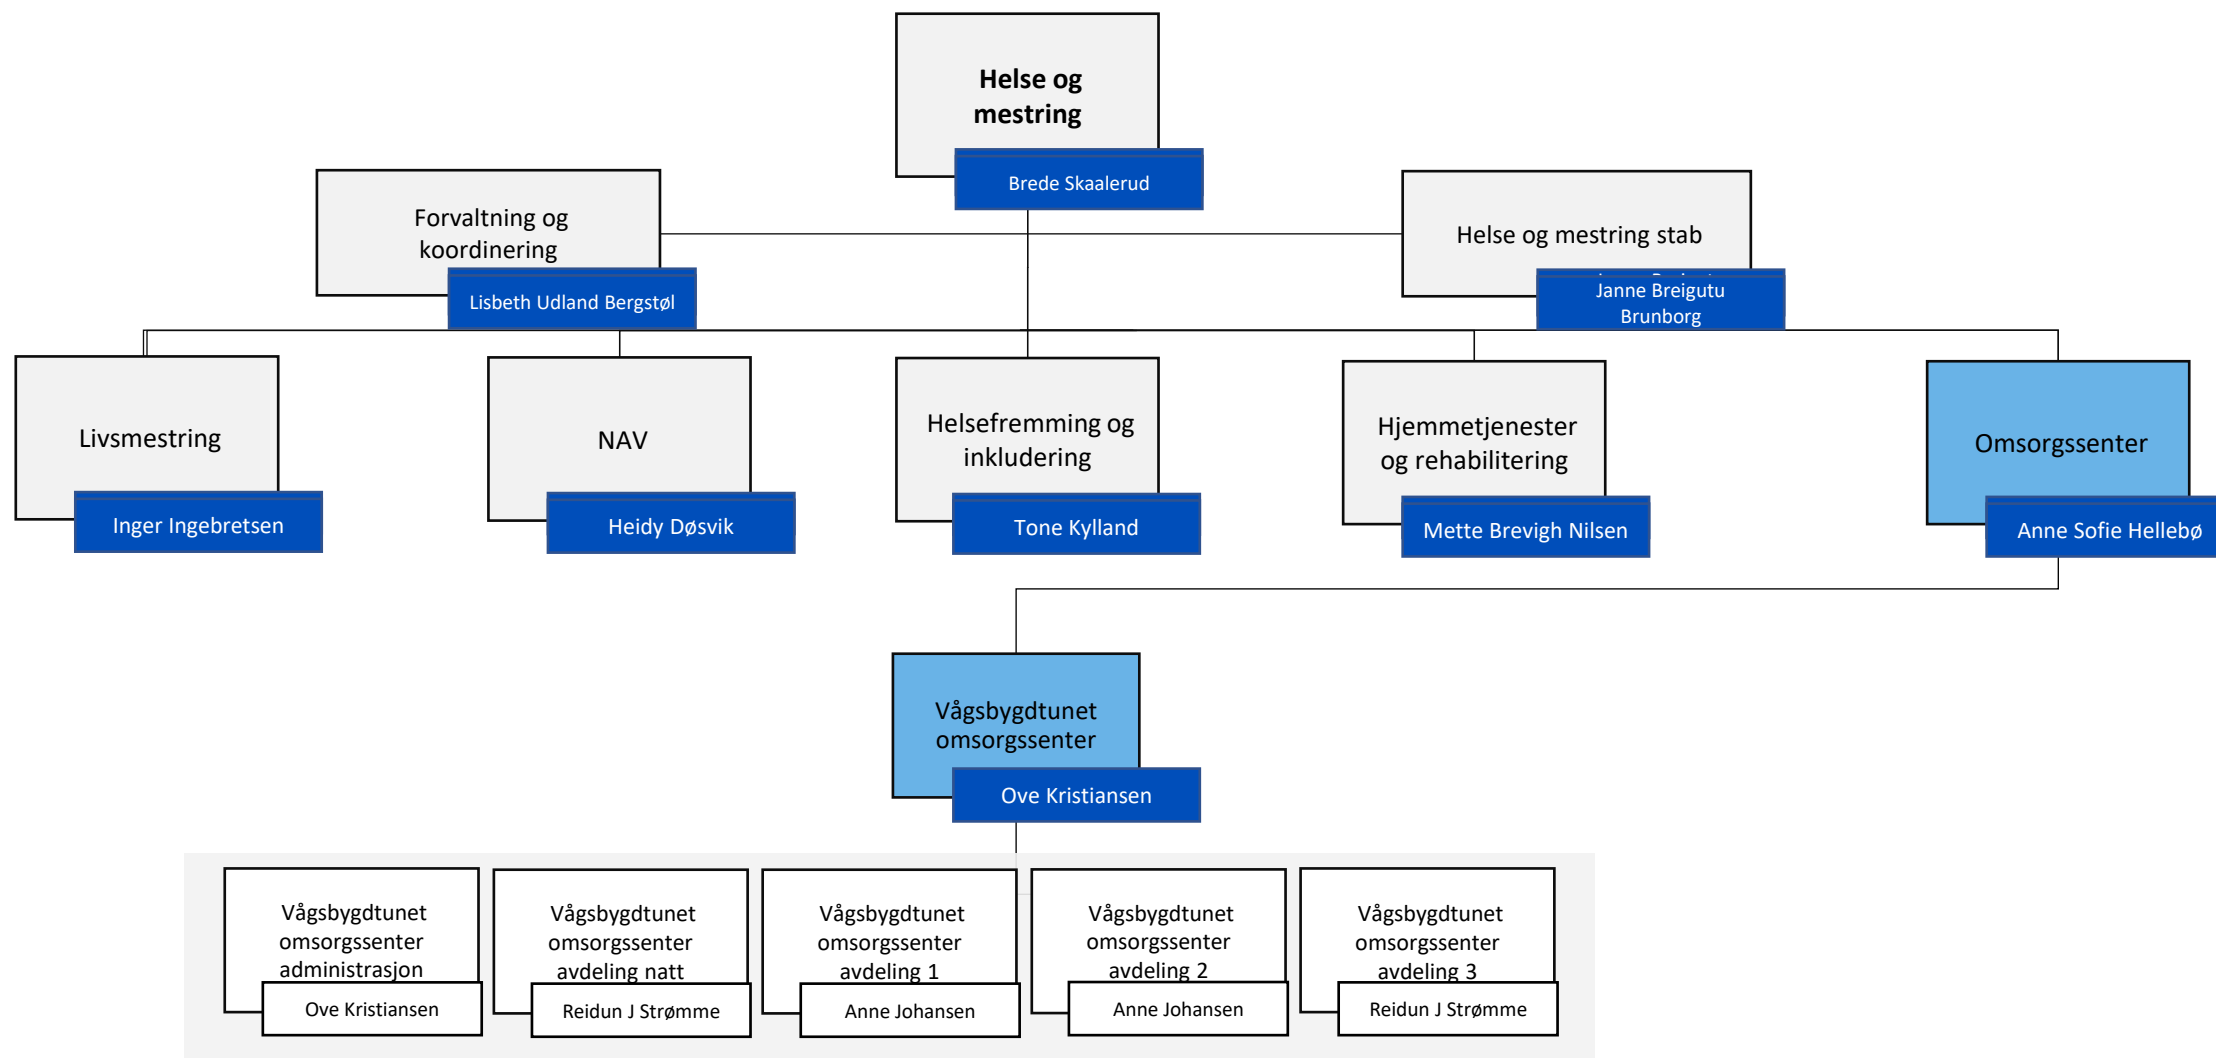 Helse og
mestring
Brede Skaalerud
Forvaltning og
koordinering
Lisbeth Udland Bergstøl
Helse og mestring stab
Janne Breigutu
Brunborg
Livsmestring
Inger Ingebretsen
NAV
Heidy Døsvik
Helsefremming og
inkludering
Tone Kylland
Hjemmetjenester
og rehabilitering
Mette Brevigh Nilsen
Omsorgssenter
Anne Sofie Hellebø
Vågsbygdtunet
omsorgssenter
Ove Kristiansen
Vågsbygdtunet
omsorgssenter
administrasjon
Ove Kristiansen
Vågsbygdtunet
omsorgssenter
avdeling natt
Reidun J Strømme
Vågsbygdtunet
omsorgssenter
avdeling 1
Anne Johansen
Vågsbygdtunet
omsorgssenter
avdeling 2
Anne Johansen
Vågsbygdtunet
omsorgssenter
avdeling 3
Reidun J Strømme